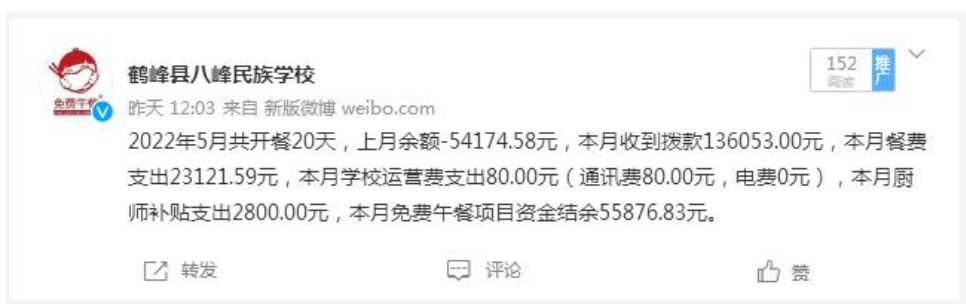 鹤峰县八峰民族学校
152
阅读
推广
免费午餐
昨天 12:03 来自 新版微博 weibo.com
2022年5月共开餐20天，上月余额-54174.58元，本月收到拨款136053.00元，本月餐费
支出23121.59元，本月学校运营费支出80.00元（通讯费80.00元，电费0元），本月厨
师补贴支出2800.00元，本月免费午餐项目资金结余55876.83元。
转发
评论
赞